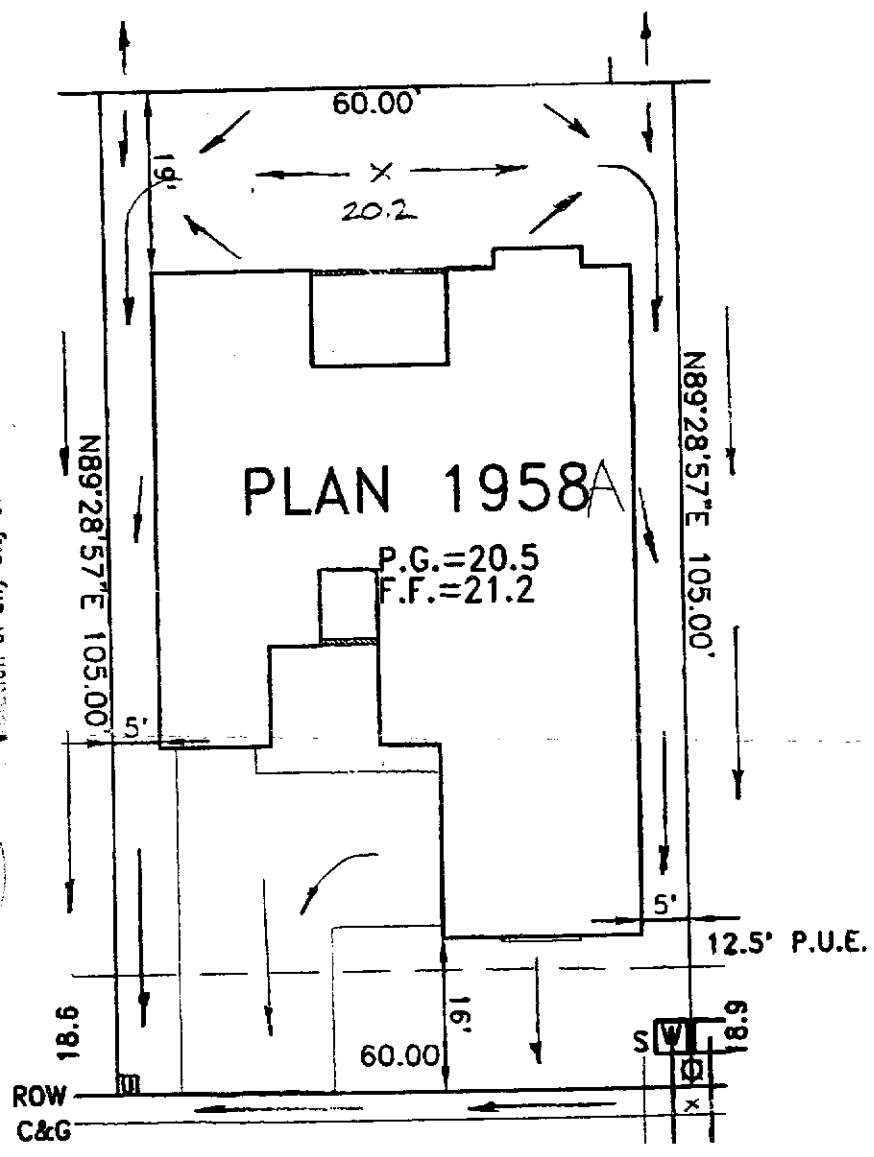 60.00'
19'
X
20.2
N89°28'57"E 105.00'
N89°28'57"E 105.00'
PLAN 1958A
P.G.=20.5
F.F.=21.2
5'
5'
12.5' P.U.E.
18.6
16'
60.00
S
W
18.9
ROW
x
C&G